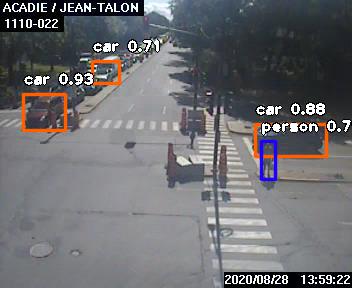 ACADIE / JEAN-TALON
1110-022
car 0.71
car 0.93
car 0.88
person 0.7
2020/08/28 13:59:22